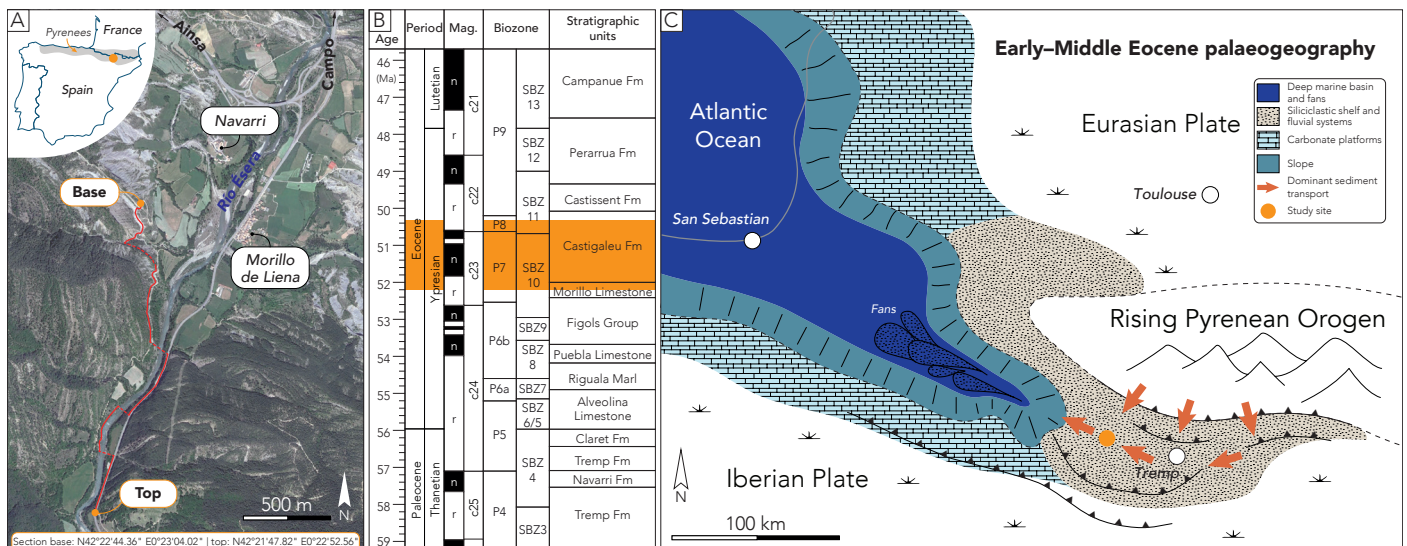 A
Pyrenees
France
Spain
Aínsa
Campo
Navarri
Río Ésera
Base
Morillo
de Liena
Top
500 m
N
Section base: N42°22'44.36" E0°23'04.02" | top: N42°21'47.82" E0°22'52.56"
B
Age
Period
Mag.
Biozone
Stratigraphic
units
46
(Ma)
47
48
49
50
51
52
53
54
55
56
57
58
Eocene
Paleocene
Lutetian
Ypresian
Thanetian
n
r
n
r
n
r
n
n
r
n
r
c21
c22
c23
c24
c25
P9
P8
P7
P6b
P6a
P5
P4
SBZ
13
SBZ
12
SBZ
11
SBZ
10
SBZ9
SBZ
8
SBZ7
SBZ
6/5
SBZ
4
SBZ3
Campanue Fm
Perarrua Fm
Castissent Fm
Castigaleu Fm
Morillo Limestone
Figols Group
Puebla Limestone
Riguala Marl
Alveolina
Limestone
Claret Fm
Tremp Fm
Navarri Fm
Tremp Fm
C
Early–Middle Eocene palaeogeography
Deep marine basin
and fans
Siliciclastic shelf and
fluvial systems
Carbonate platforms
Slope
Dominant sediment
transport
Study site
Atlantic
Ocean
Eurasian Plate
Toulouse
San Sebastian
Fans
Rising Pyrenean Orogen
Tremp
Iberian Plate
N
100 km